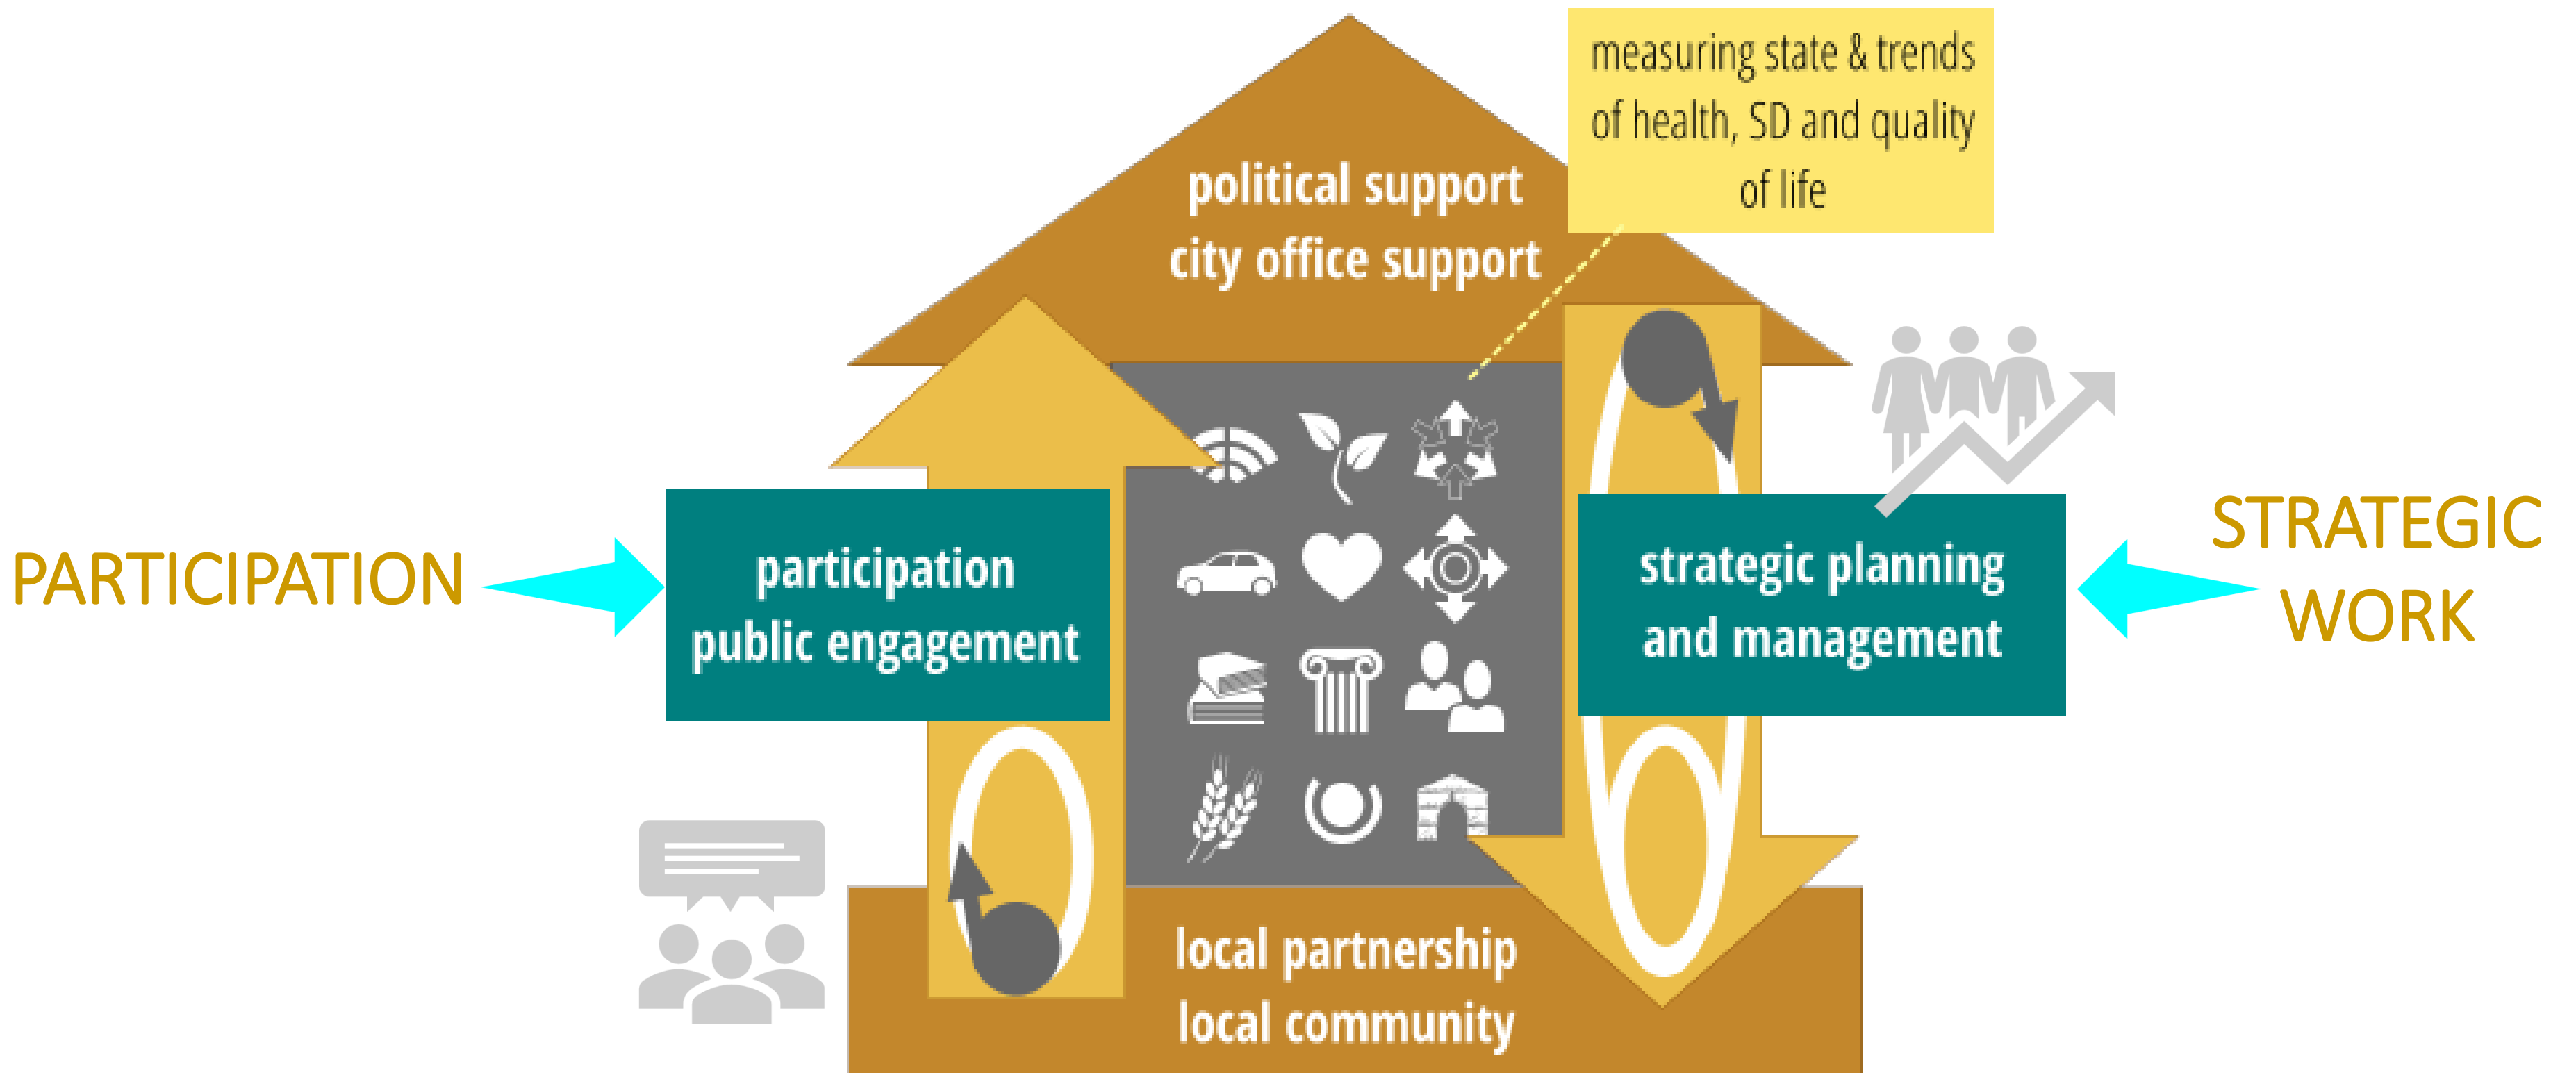 measuring state & trends
of health, SD and quality
of life
political support
city office support
PARTICIPATION
participation
public engagement
strategic planning
and management
STRATEGIC
WORK
local partnership
local community